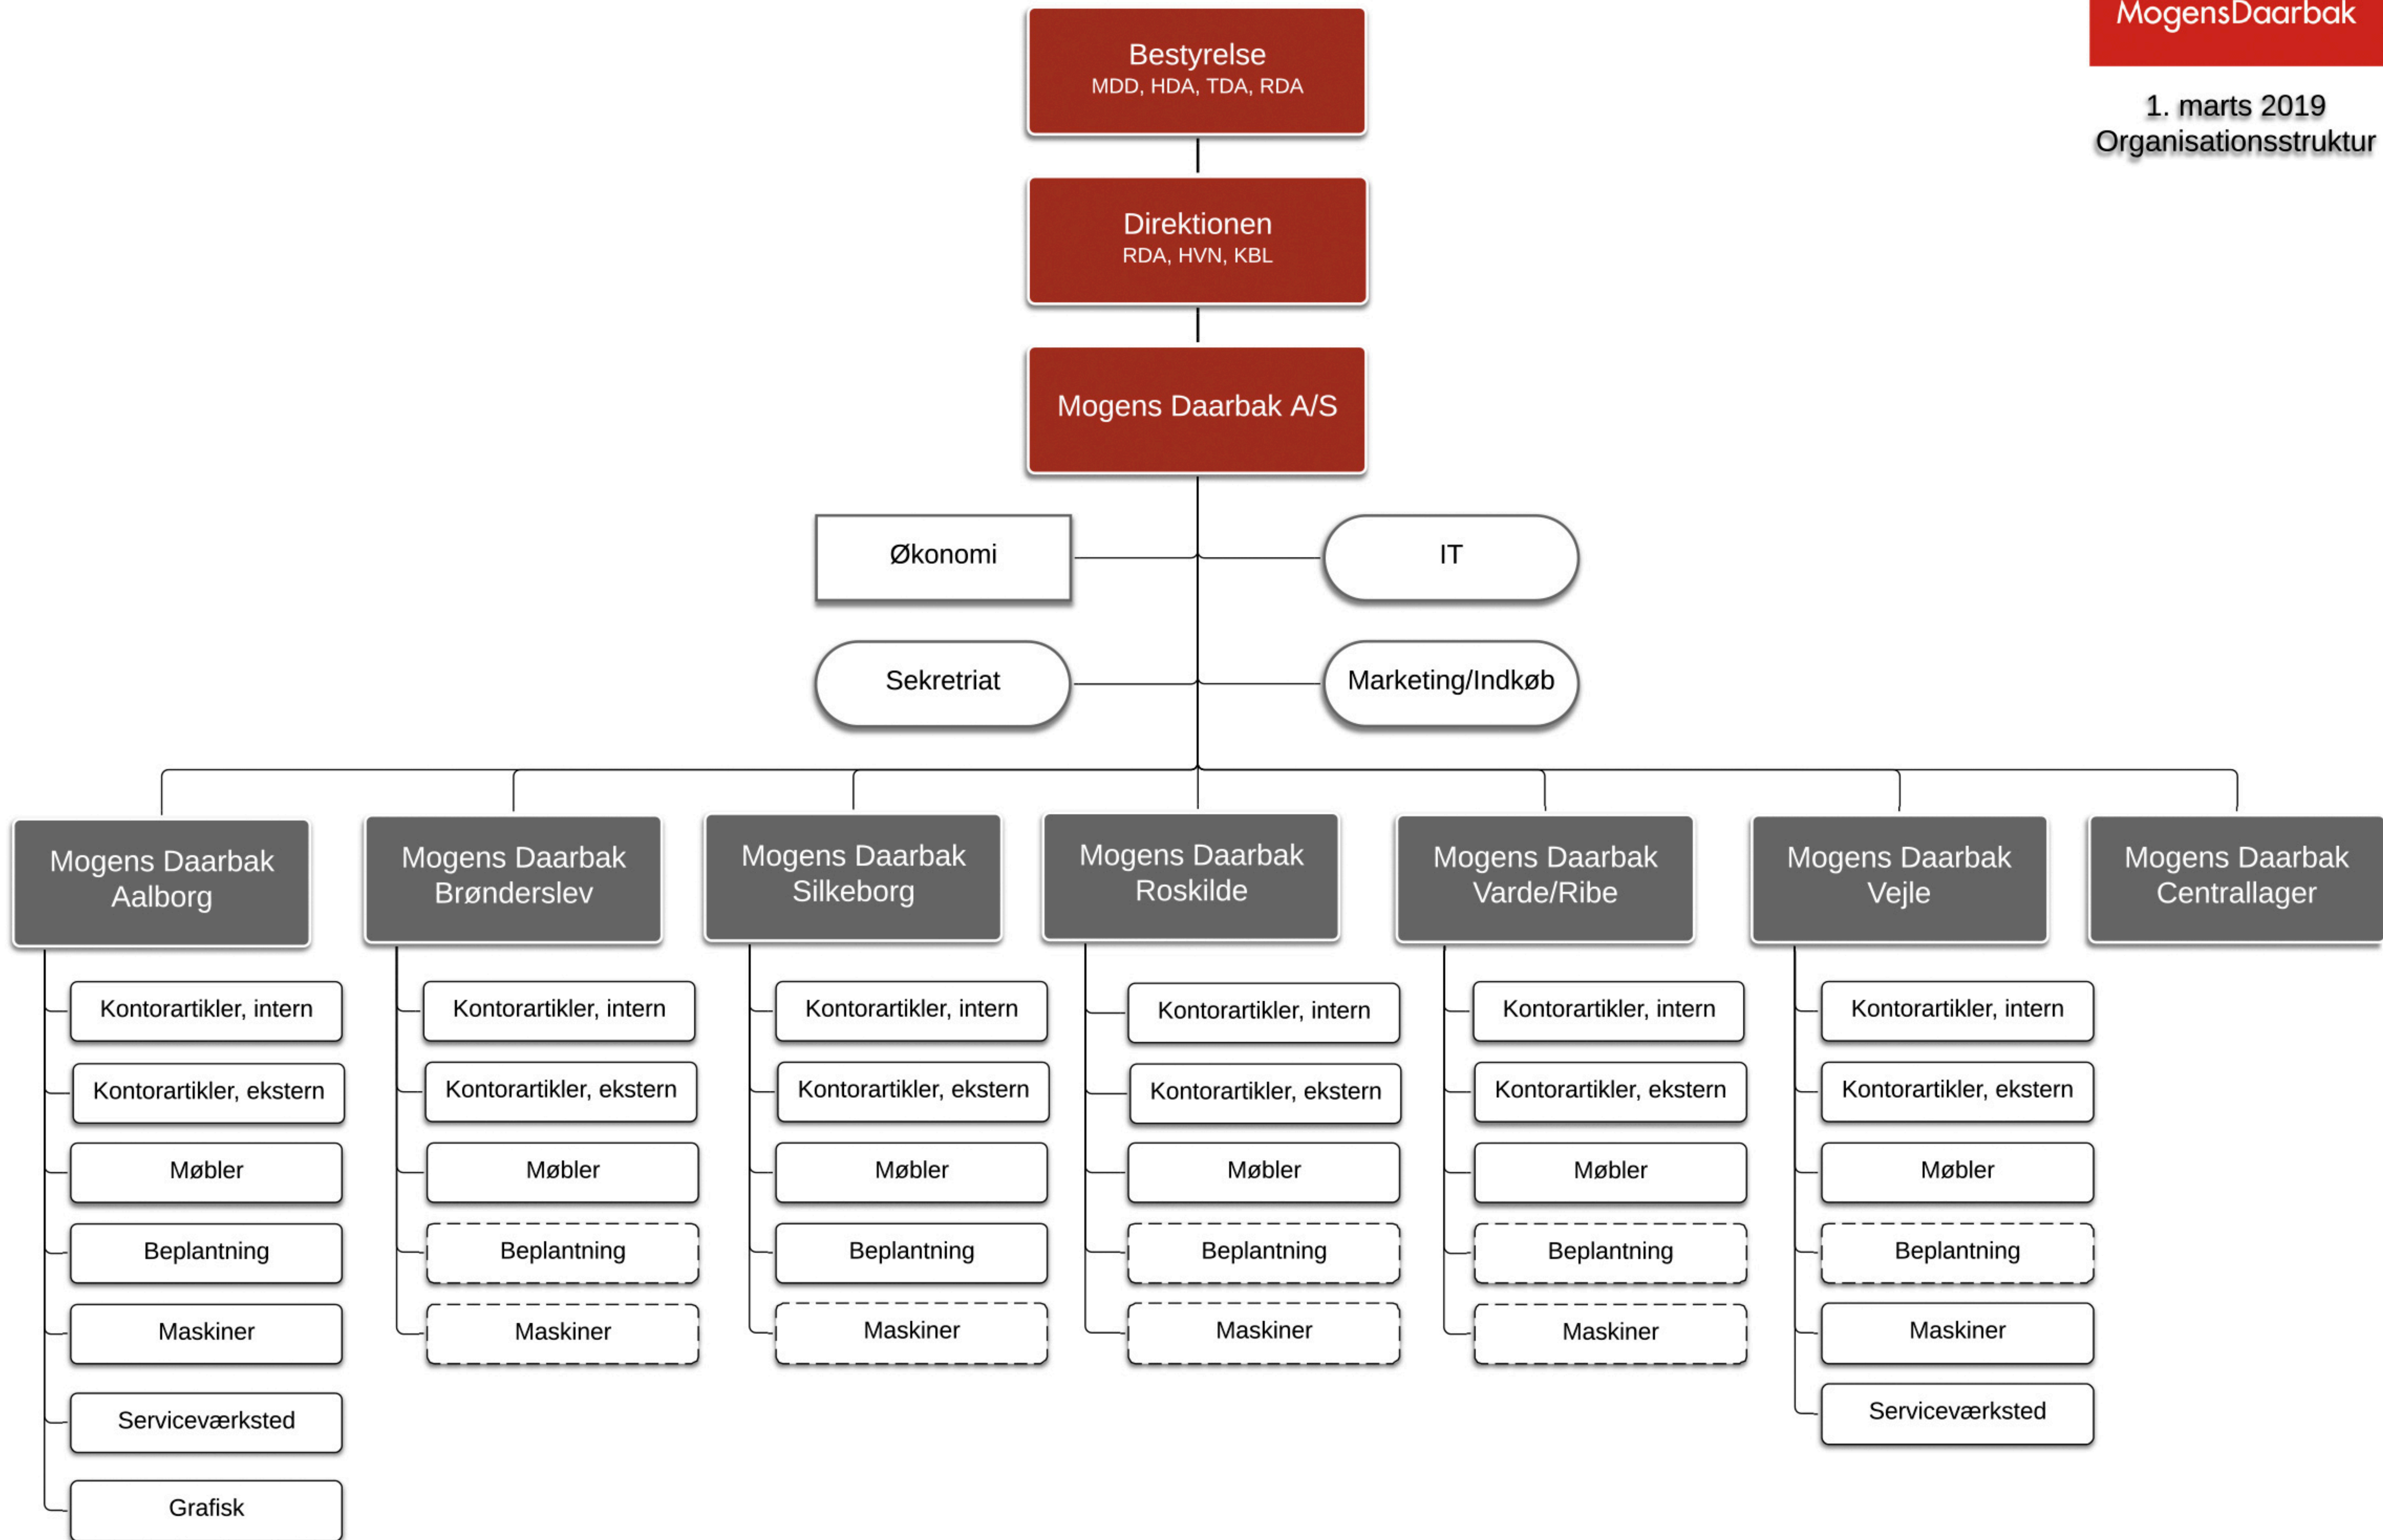 MogensDaarbak
1. marts 2019
Organisationsstruktur
Bestyrelse
MDD, HDA, TDA, RDA
Direktionen
RDA, HVN, KBL
Mogens Daarbak A/S
Økonomi
IT
Sekretriat
Marketing/Indkøb
Mogens Daarbak
Aalborg
Kontorartikler, intern
Kontorartikler, ekstern
Møbler
Beplantning
Maskiner
Serviceværksted
Grafisk
Mogens Daarbak
Brønderslev
Kontorartikler, intern
Kontorartikler, ekstern
Møbler
Beplantning
Maskiner
Mogens Daarbak
Silkeborg
Kontorartikler, intern
Kontorartikler, ekstern
Møbler
Beplantning
Maskiner
Mogens Daarbak
Roskilde
Kontorartikler, intern
Kontorartikler, ekstern
Møbler
Beplantning
Maskiner
Mogens Daarbak
Varde/Ribe
Kontorartikler, intern
Kontorartikler, ekstern
Møbler
Beplantning
Maskiner
Mogens Daarbak
Vejle
Kontorartikler, intern
Kontorartikler, ekstern
Møbler
Beplantning
Maskiner
Serviceværksted
Mogens Daarbak
Centrallager